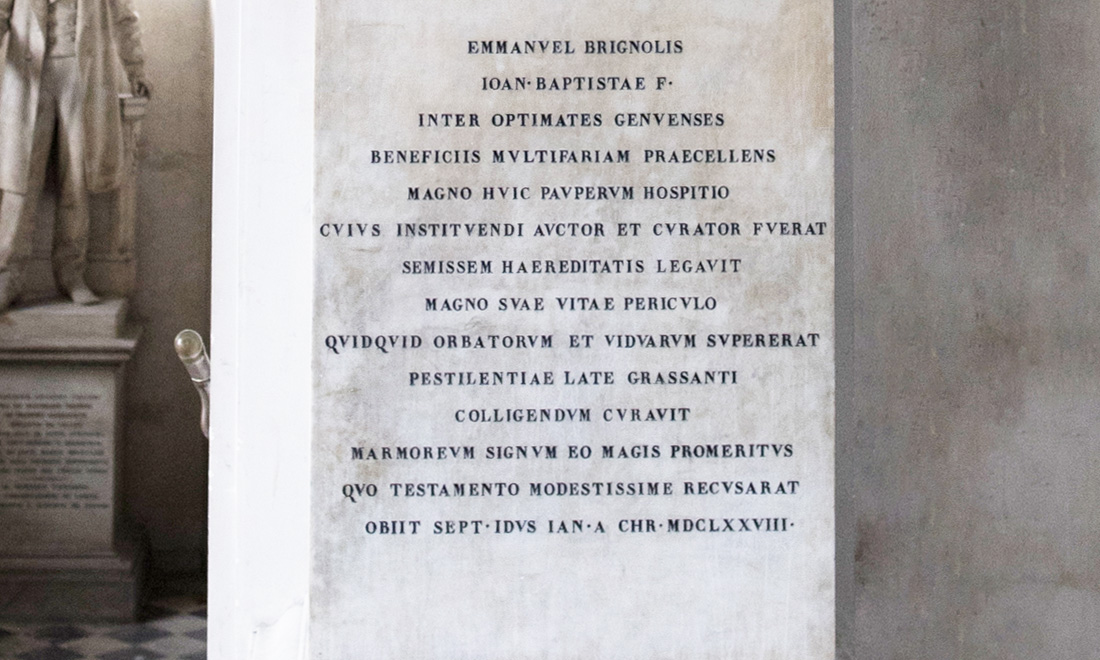 EMMANVEL BRIGNOLIS
IOAN·BAPTISTAE F·
INTER OPTIMATES GENVENSES
BENEFICIIS MVLTIFARIAM PRAECELLENS
MAGNO HVIC PAVPERVM HOSPITIO
CVIVS INSTITVENDI AVCTOR ET CVRATOR FVERAT
SEMISSEM HAEREDITATIS LEGAVIT
MAGNO SVAE VITAE PERICVLO
QVIDQVID ORBATORVM ET VIDVARVM SVPERERAT
PESTILENTIAE LATE GRASSANTI
COLLIGENDVM CVRAVIT
MARMOREVM SIGNVM EO MAGIS PROMERITVS
QVO TESTAMENTO MODESTISSIME RECVSARAT
OBIIT SEPT·IDVS IAN·A CHR·MDCLXXVIII·